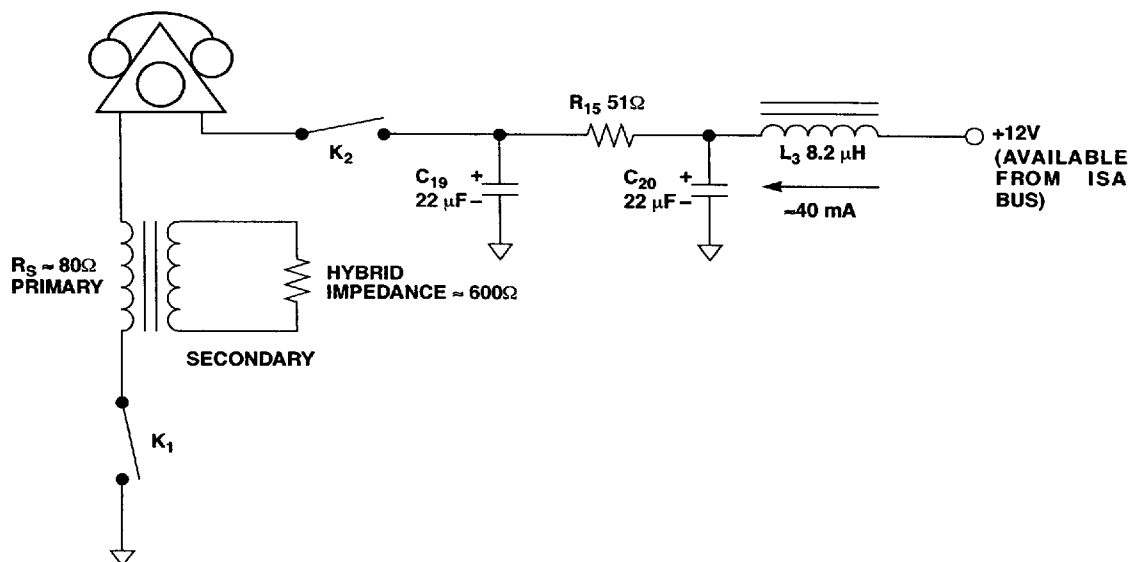 R15 51Ω
+12V
(AVAILABLE
FROM ISA
BUS)
K2
L3 8.2 μH
C19
22 μF
+
–
C20
22 μF
+
–
≈40 mA
RS ≈ 80Ω
PRIMARY
HYBRID
IMPEDANCE ≈ 600Ω
SECONDARY
K1